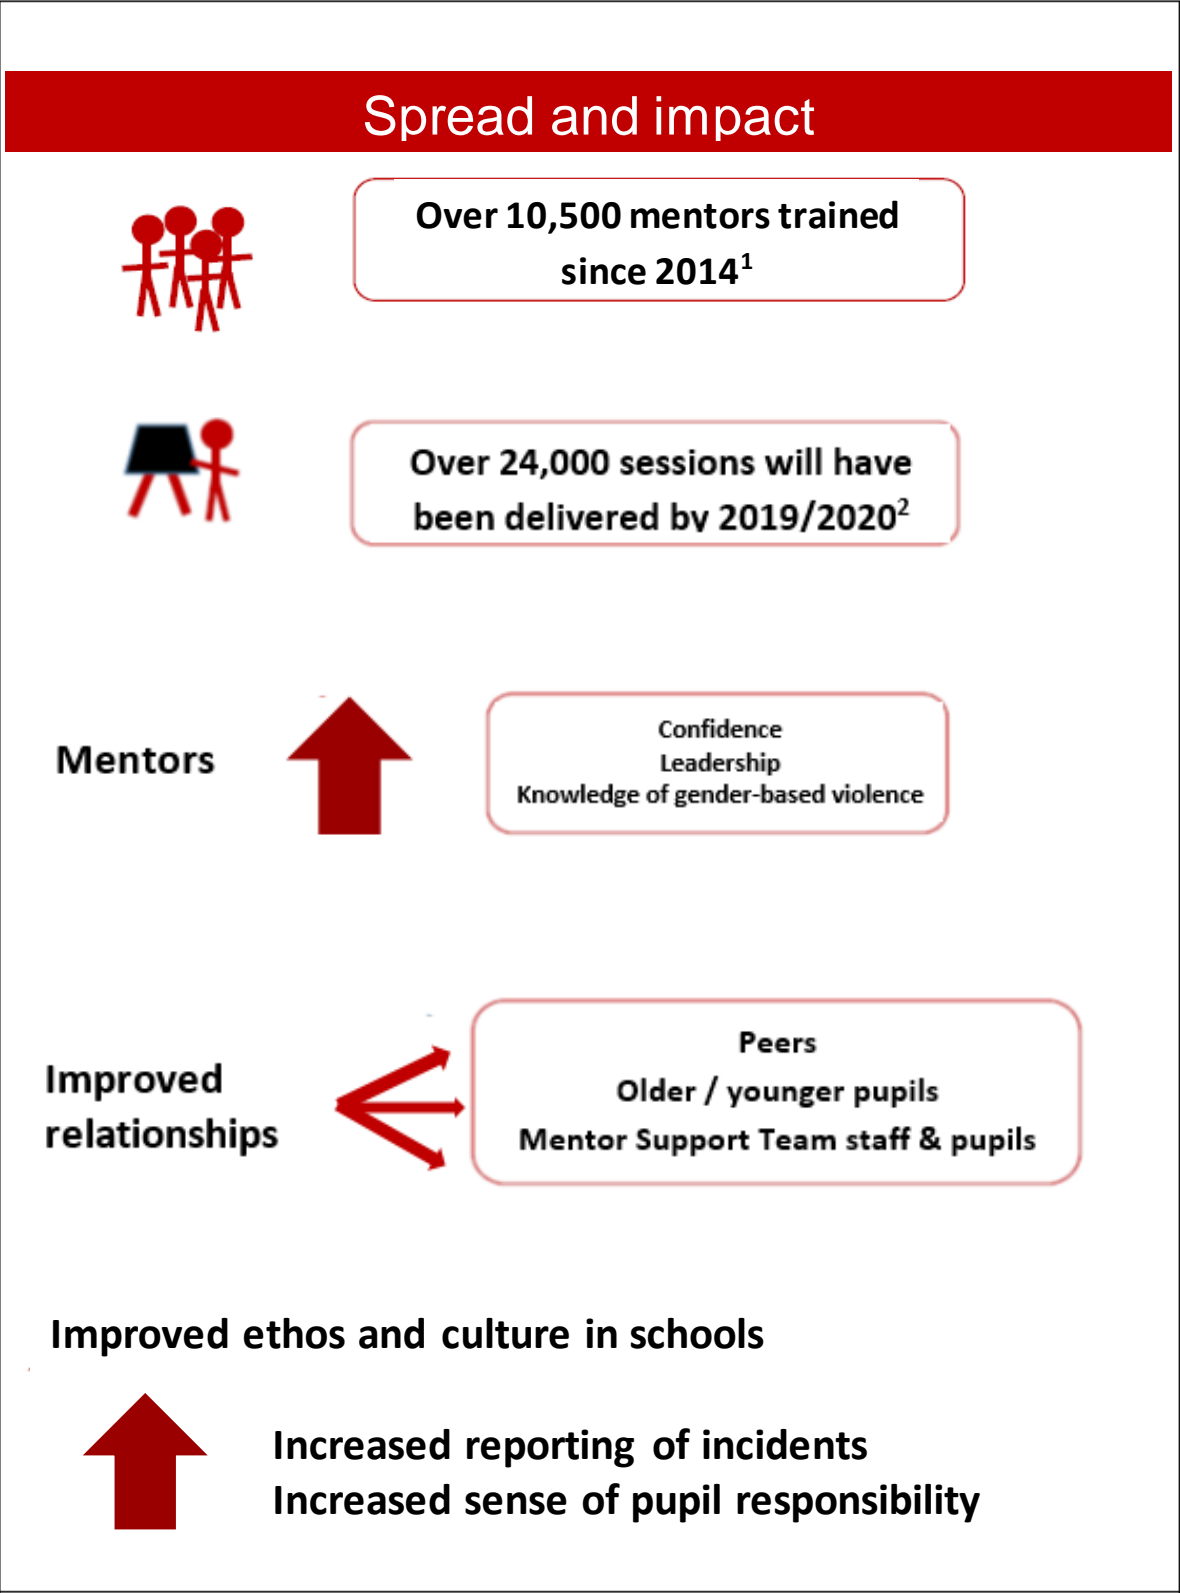 Spread and impact
Over 10,500 mentors trained
since 2014¹
Over 24,000 sessions will have
been delivered by 2019/2020²
Mentors
Confidence
Leadership
Knowledge of gender-based violence
Improved
relationships
Peers
Older / younger pupils
Mentor Support Team staff & pupils
Improved ethos and culture in schools
Increased reporting of incidents
Increased sense of pupil responsibility